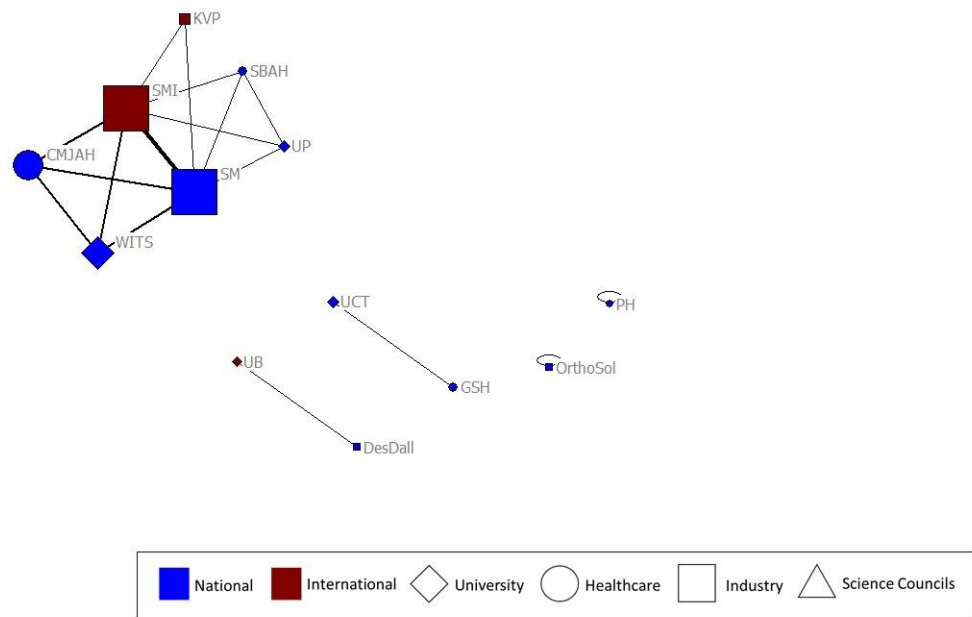 KVP
SBAH
SMI
UP
CMJAH
SM
WITS
UCT
PH
UB
OrthoSol
GSH
DesDall
National International University Healthcare Industry Science Councils